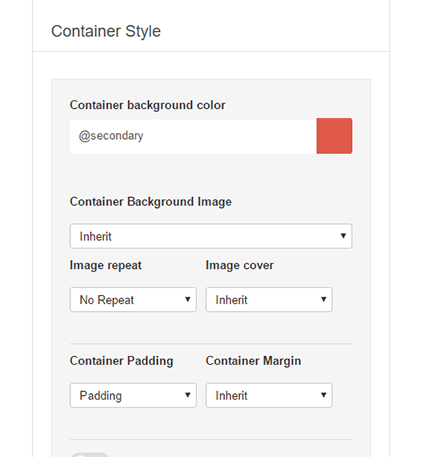 Container Style
Container background color
@secondary
Container Background Image
Inherit
Image repeat Image cover
No Repeat Inherit
Container Padding Container Margin
Padding Inherit